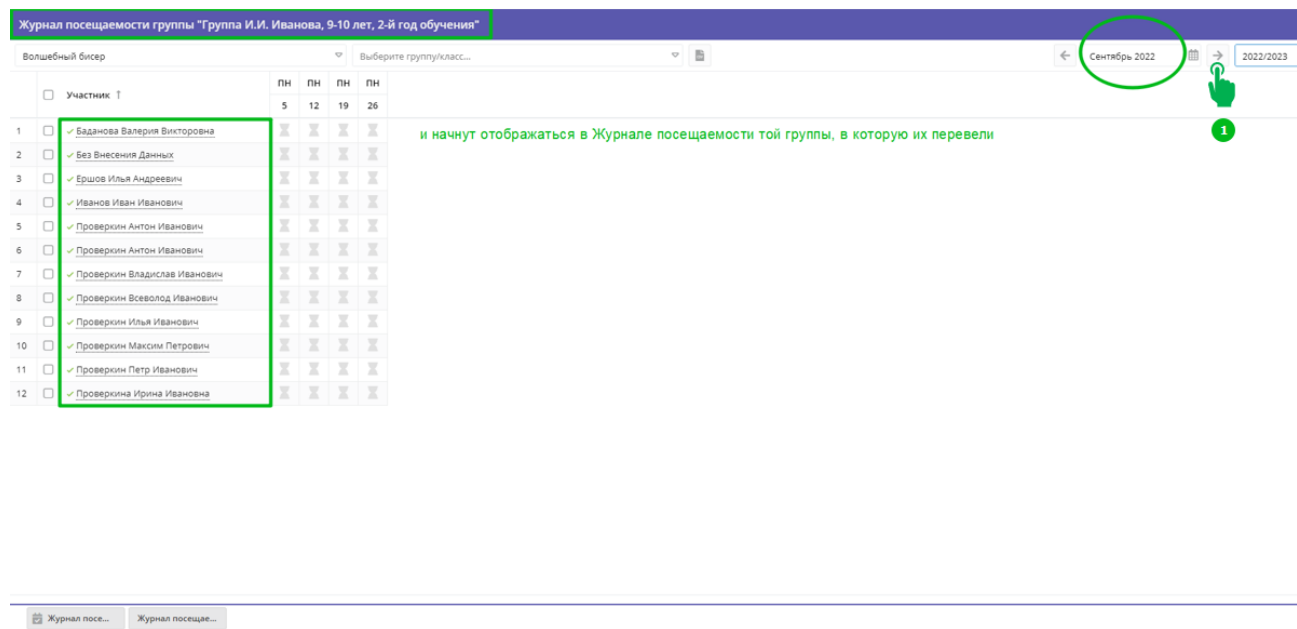 Журнал посещаемости группы "Группа И.И. Иванова, 9-10 лет, 2-й год обучения"
Волшебный бисер Выберите группу/класс... Сентябрь 2022 2022/2023
Участник ↑ ПН ПН ПН ПН
5 12 19 26
1 Баданова Валерия Викторовна
и начнут отображаться в Журнале посещаемости той группы, в которую их перевели
1
2 Без Внесения Данных
3 Ершов Илья Андреевич
4 Иванов Иван Иванович
5 Проверкин Антон Иванович
6 Проверкин Антон Иванович
7 Проверкин Владислав Иванович
8 Проверкин Всеволод Иванович
9 Проверкин Илья Иванович
10 Проверкин Максим Петрович
11 Проверкин Петр Иванович
12 Проверкина Ирина Ивановна
Журнал посе... Журнал посещае...